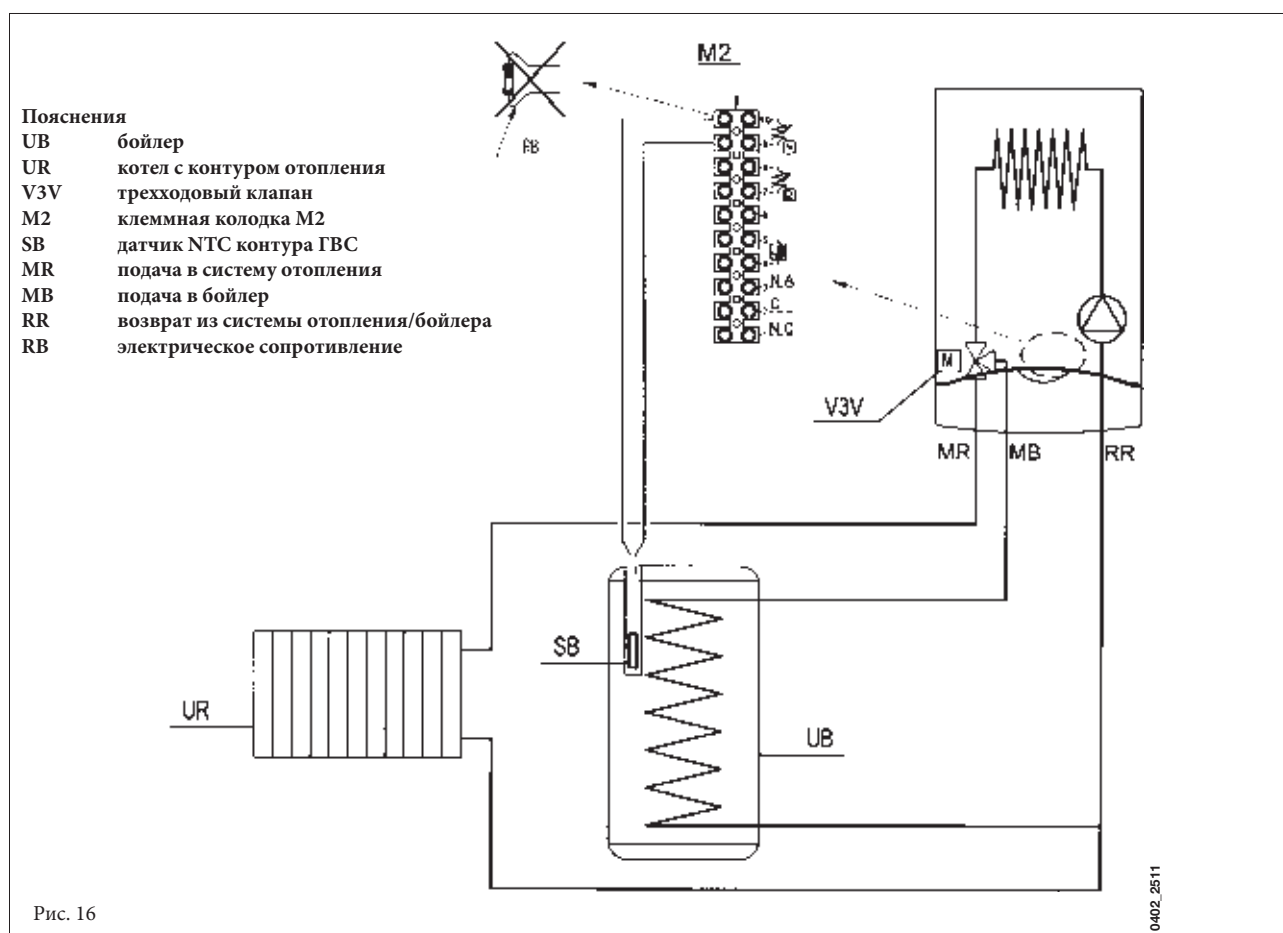 M2
Пояснения
UB бойлер
UR котел с контуром отопления
V3V трехходовый клапан
M2 клеммная колодка M2
SB датчик NTC контура ГВС
MR подача в систему отопления
MB подача в бойлер
RR возврат из системы отопления/бойлера
RB электрическое сопротивление
M
V3V
MR MB RR
SB
UR
UB
Рис. 16
0402_2511